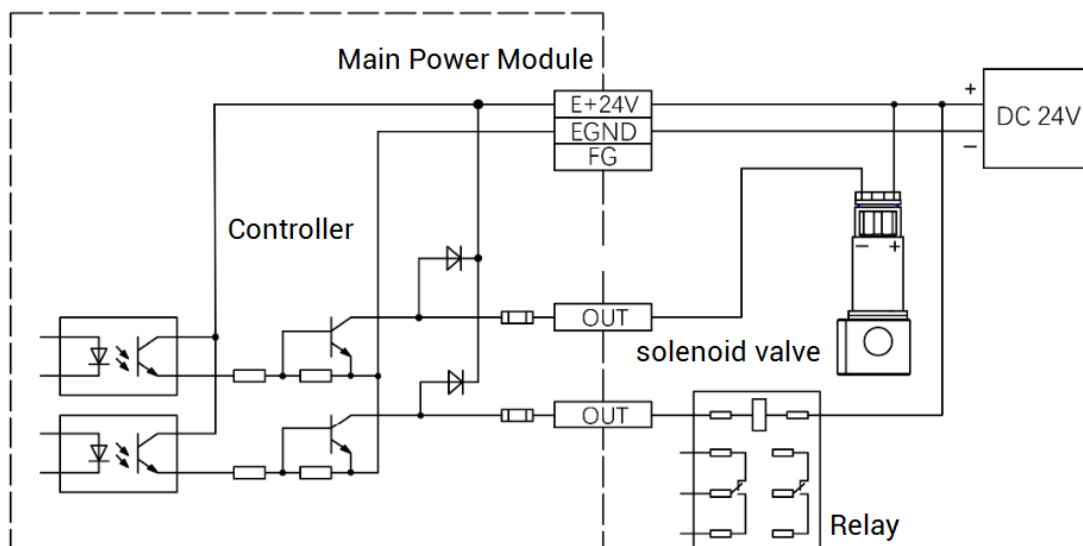 Main Power Module
E+24V
EGND
FG
+
DC 24V
−
Controller
− +
OUT
solenoid valve
OUT
Relay